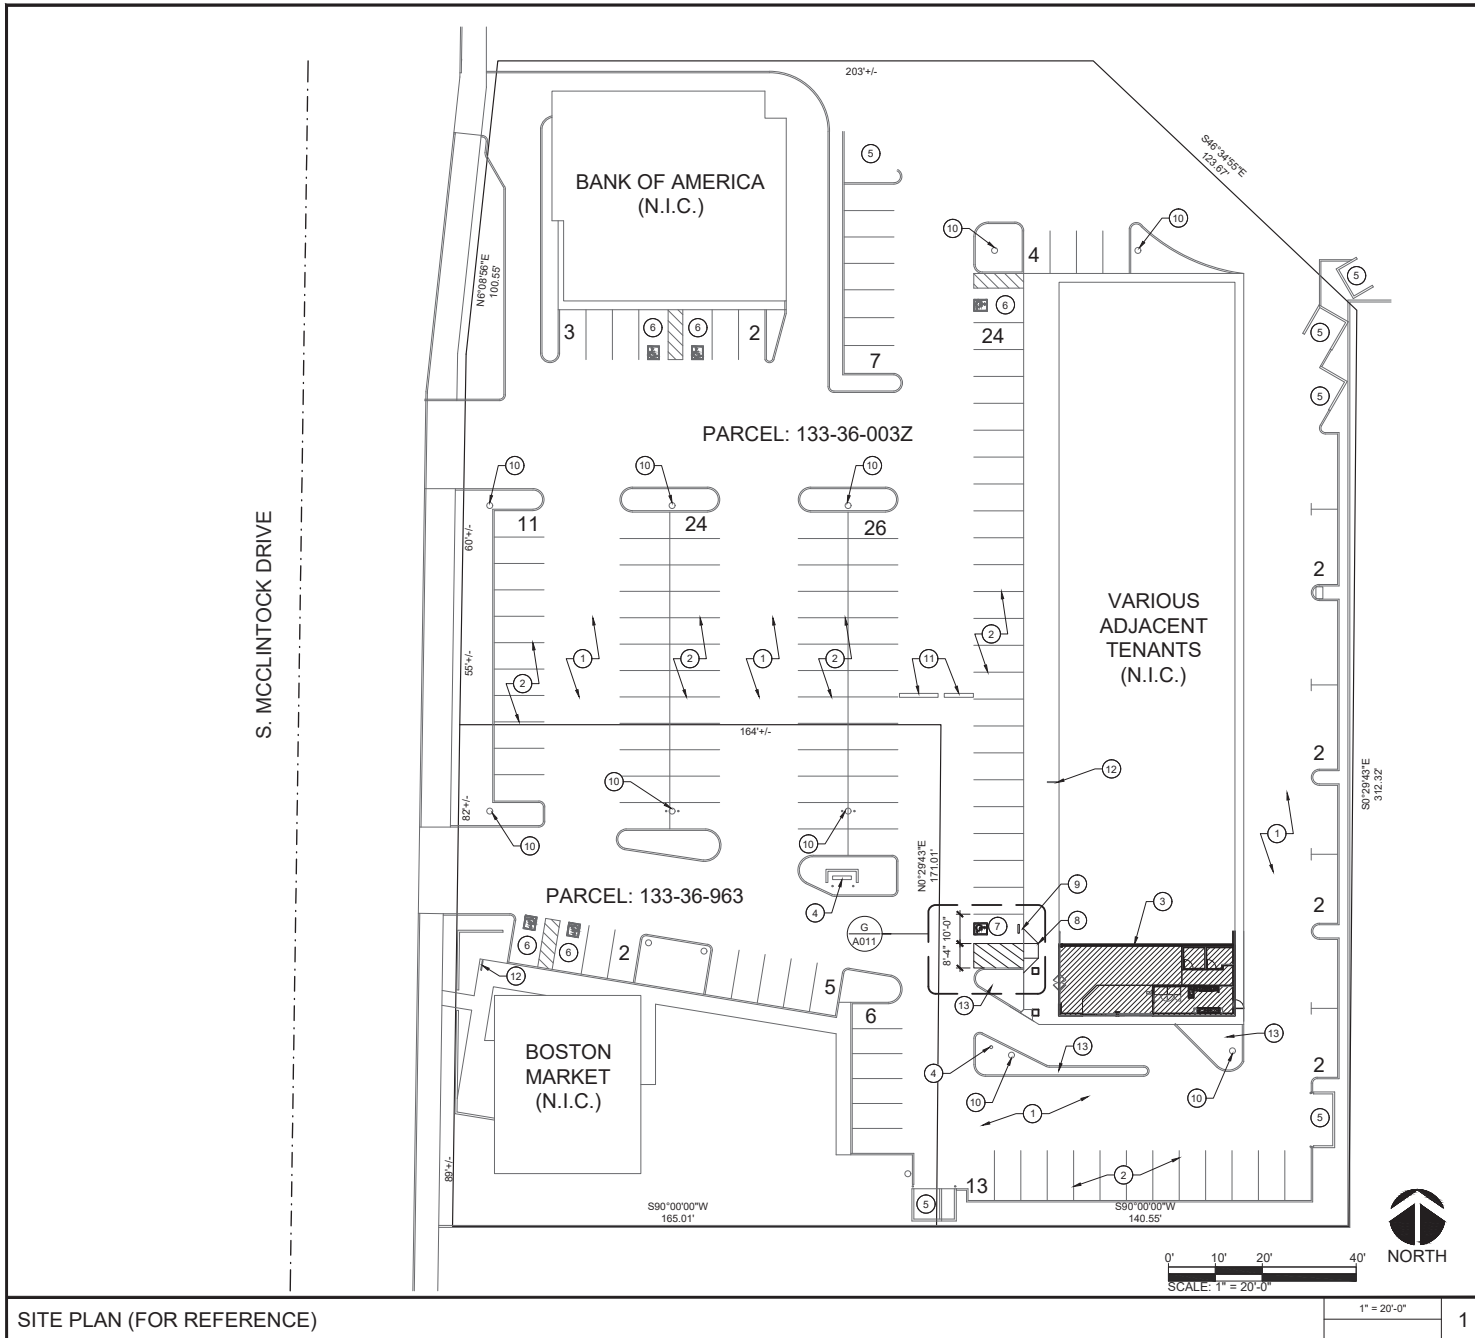 203'+/-
S46°34'55"E
123.67'
BANK OF AMERICA
(N.I.C.)
5
10
10
4
5
N6°08'56"E
100.55'
6
3
6
6
2
24
5
7
5
PARCEL: 133-36-003Z
10
10
10
11
24
26
60'+/-
S. MCCLINTOCK DRIVE
2
VARIOUS
ADJACENT
TENANTS
(N.I.C.)
1
2
1
2
2
11
2
55'+/-
164'+/-
2
12
10
S0°29'43"E
312.32'
82'+/-
1
10
10
N0°29'43"E
171.01'
9
PARCEL: 133-36-963
4
3
2
8
7
G
A011
8'-4"
10'-0"
6
6
2
12
5
13
6
13
13
BOSTON
MARKET
(N.I.C.)
4
2
10
10
1
5
89'+/-
2
13
5
S90°00'00"W
165.01'
S90°00'00"W
140.55'
NORTH
0' 10' 20' 40'
SCALE: 1" = 20'-0"
SITE PLAN (FOR REFERENCE)
1" = 20'-0"
1